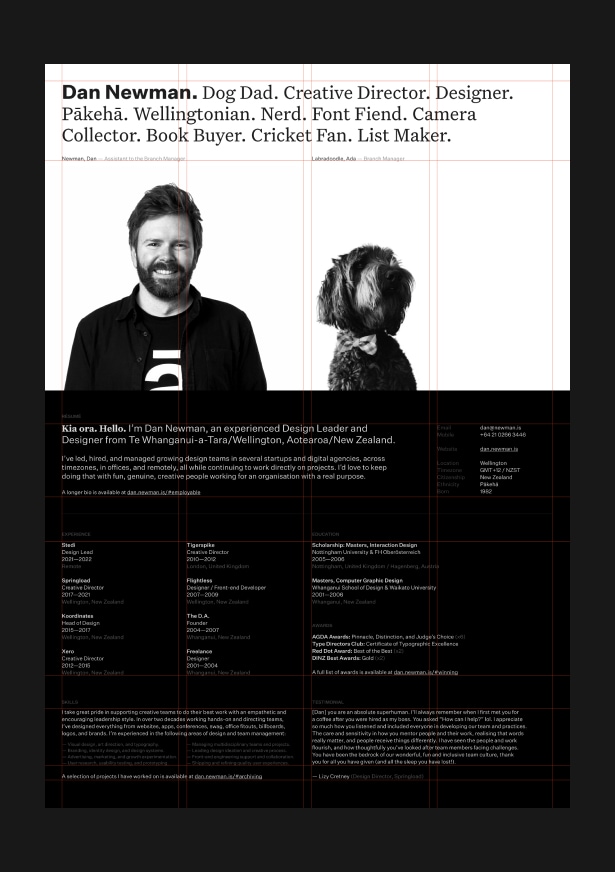 Dan Newman. Dog Dad. Creative Director. Designer.
Pākehā. Wellingtonian. Nerd. Font Fiend. Camera
Collector. Book Buyer. Cricket Fan. List Maker.
Newman, Dan — Assistant to the Branch Manager
Labradoodle, Ada — Branch Manager
ā
RESUMÉ
Kia ora. Hello. I'm Dan Newman, an experienced Design Leader and
Designer from Te Whanganui-a-Tara/Wellington, Aotearoa/New Zealand.
I've led, hired, and managed growing design teams in several startups and digital agencies, across
timezones, in offices, and remotely, all while continuing to work directly on projects. I'd love to keep
doing that with fun, genuine, creative people working for an organisation with a real purpose.
A longer bio is available at dan.newman.is/#employable
Email dan@newman.is
Mobile +64 21 0266 3446
Website dan.newman.is
Location Wellington
Timezone GMT+12 / NZST
Citizenship New Zealand
Ethnicity Pākehā
Born 1982
EXPERIENCE
Stedi
Design Lead
2021—2022
Remote
Springload
Creative Director
2017—2021
Wellington, New Zealand
Koordinates
Head of Design
2015—2017
Wellington, New Zealand
Xero
Creative Director
2012—2015
Wellington, New Zealand
Tigerspike
Creative Director
2010—2012
London, United Kingdom
Flightless
Designer / Front-end Developer
2007—2009
Wellington, New Zealand
The D.A.
Founder
2004—2007
Whanganui, New Zealand
Freelance
Designer
2001—2004
Whanganui, New Zealand
EDUCATION
Scholarship: Masters, Interaction Design
Nottingham University & FH Oberösterreich
2005—2006
Nottingham, United Kingdom / Hagenberg, Austria
Masters, Computer Graphic Design
Whanganui School of Design & Waikato University
2001—2006
Whanganui, New Zealand
AWARDS
AGDA Awards: Pinnacle, Distinction, and Judge's Choice (×6)
Type Directors Club: Certificate of Typographic Excellence
Red Dot Award: Best of the Best (×2)
DINZ Best Awards: Gold (×2)
A full list of awards is available at dan.newman.is/#winning
SKILLS
I take great pride in supporting creative teams to do their best work with an empathetic and
encouraging leadership style. In over two decades working hands-on and directing teams,
I've designed everything from websites, apps, conferences, swag, office fitouts, billboards,
logos, and brands. I'm experienced in the following areas of design and team management:
— Visual design, art directory, and typography.
— Branding, identity design, and design systems.
— Advertising, marketing, and growth experimentation.
— User research, usability testing, and prototyping.
— Managing multidisciplinary teams and projects.
— Leading design ideation and creative process.
— Front-end engineering support and collaboration.
— Shipping and refining quality user experiences.
A selection of projects I have worked on is available at dan.newman.is/#archiving
TESTIMONIAL
[Dan] you are an absolute superhuman. I'll always remember when I first met you for
a coffee after you were hired as my boss. You asked "How can I help?" lol. I appreciate
so much how you listened and included everyone in developing our team and practices.
The care and sensitivity in how you mentor people and their work, realising that words
really matter, and people receive things differently. I have seen the people and work
flourish, and how thoughtfully you've looked after team members facing challenges.
You have been the bedrock of our wonderful, fun and inclusive team culture, thank
you for all you have given (and all the sleep you have lost!).
— Lizy Cretney (Design Director, Springload)